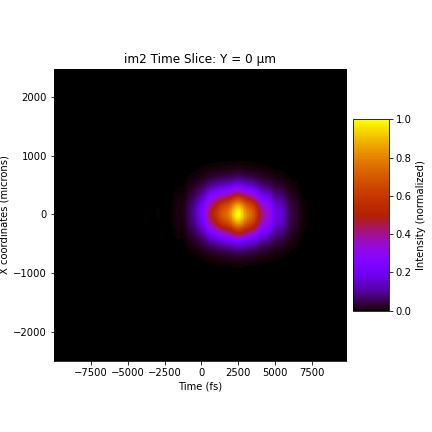 im2 Time Slice: Y = 0 μm
X coordinates (microns)
2000
1000
0
−1000
−2000
−7500 −5000 −2500 0 2500 5000 7500
Time (fs)
1.0
0.8
0.6
0.4
0.2
0.0
Intensity (normalized)